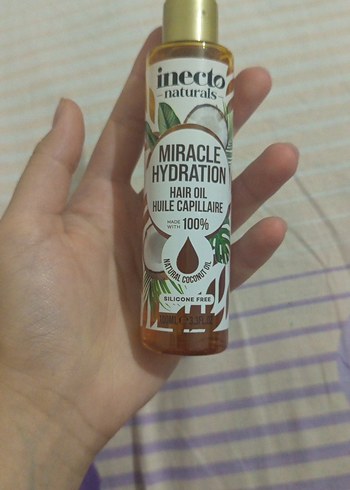 inecto
naturals
MIRACLE
HYDRATION
HAIR OIL
HUILE CAPILLAIRE
MADE
WITH 100%
NATURAL COCONUT OIL
SILICONE FREE